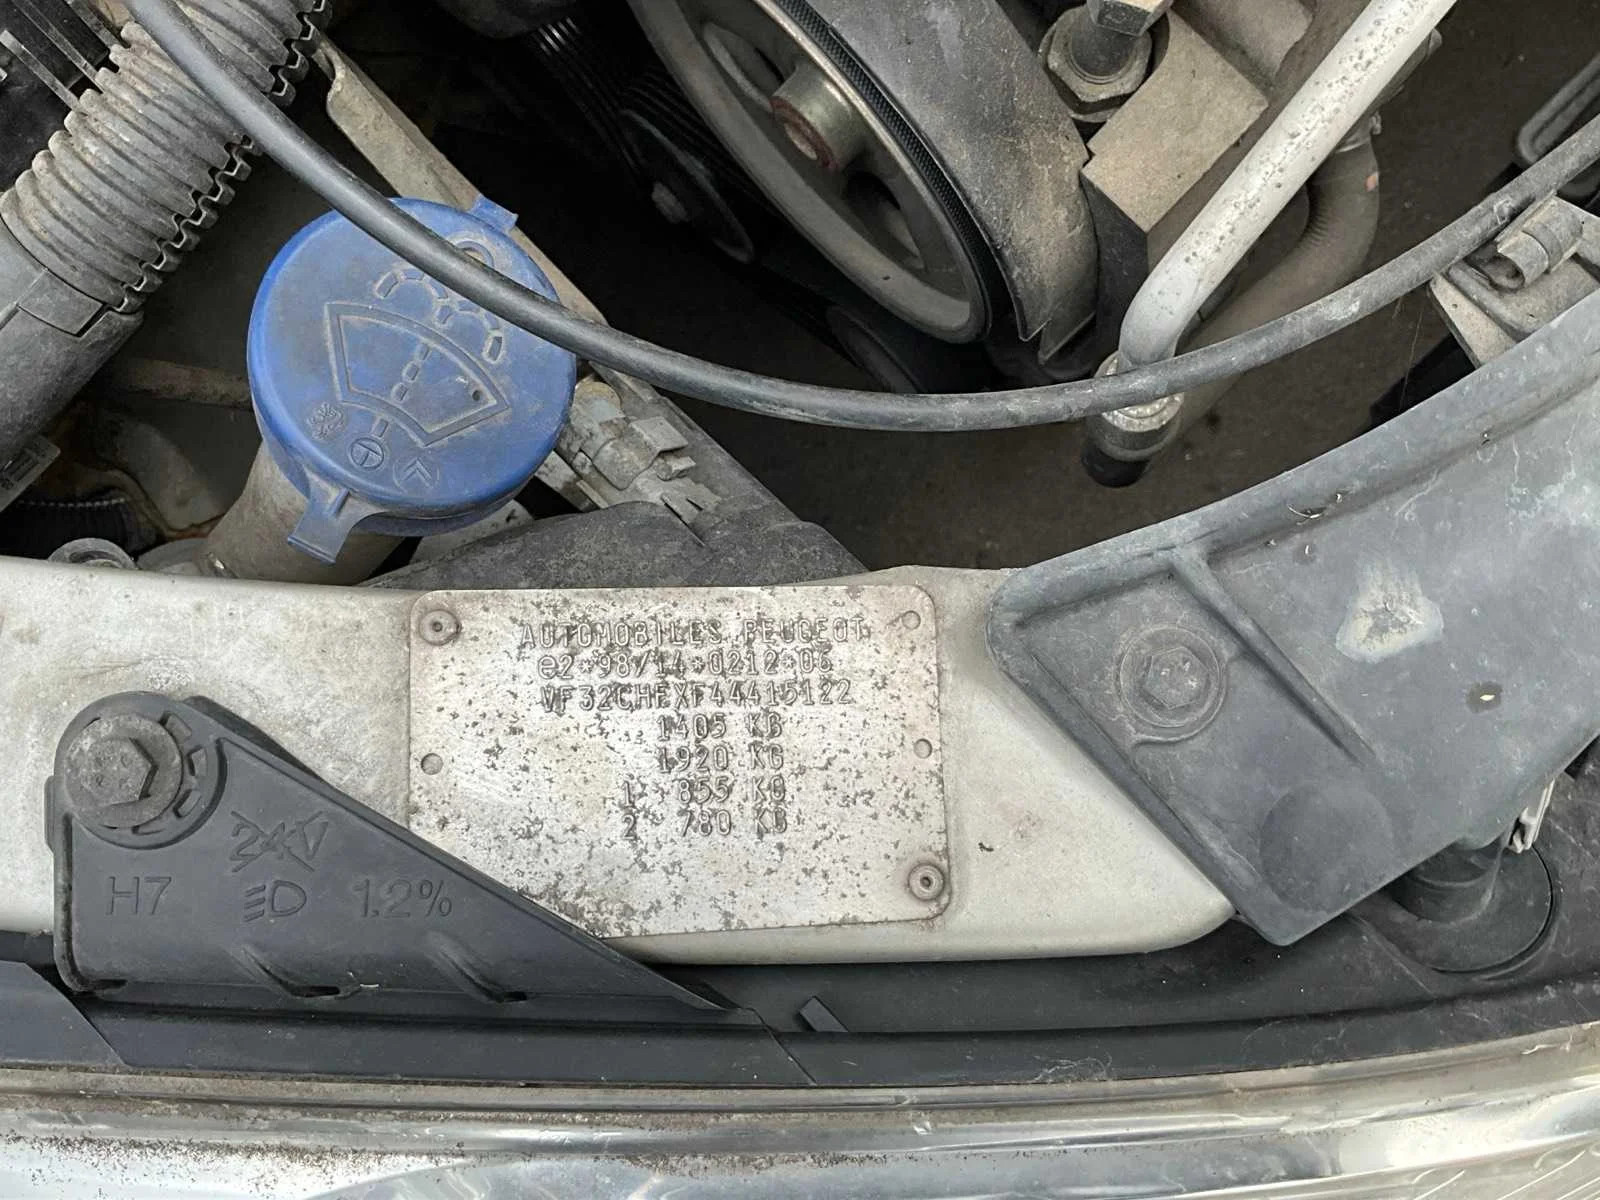 AUTOMOBILES PEUGEOT
e2*98/14*0212*06
VF32CHFXF44415122
1405 KG
1920 KG
1 855 KG
2 780 KG
24V
H7 1.2%